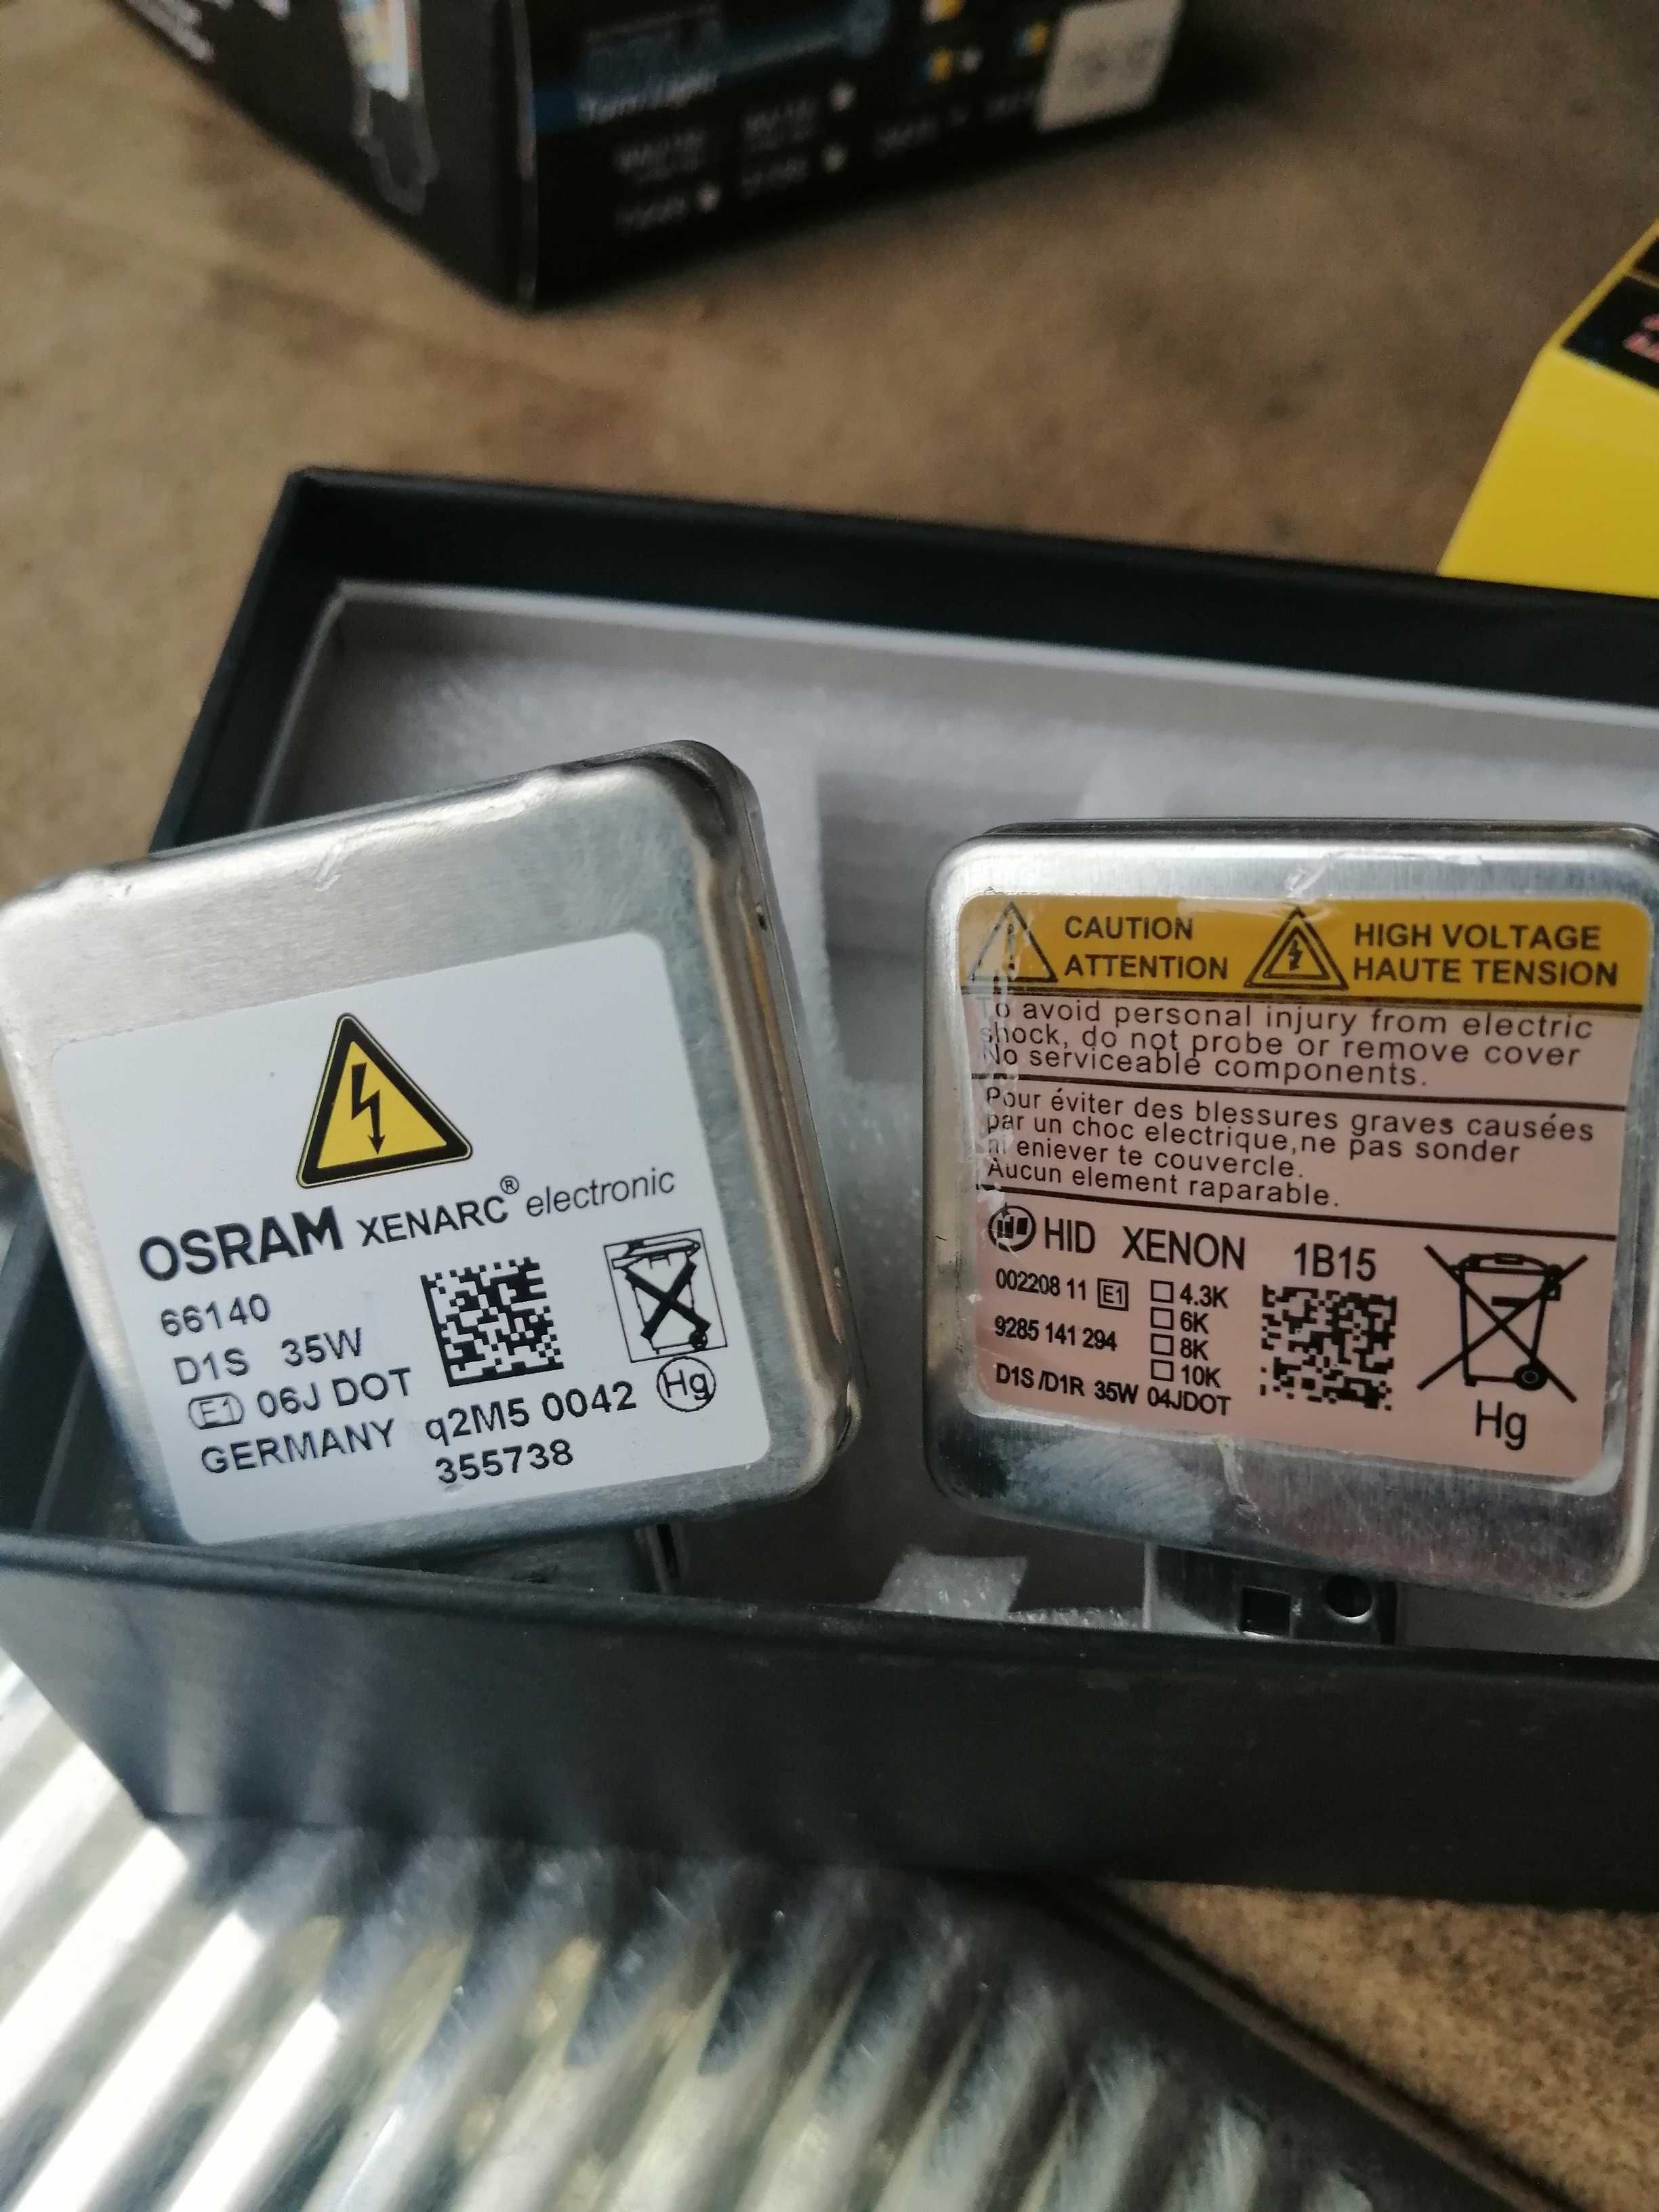 OSRAM XENARC® electronic
66140
D1S 35W
E1 06J DOT
GERMANY q2M5 0042 Hg
355738
CAUTION HIGH VOLTAGE
ATTENTION HAUTE TENSION
To avoid personal injury from electric
shock, do not probe or remove cover
No serviceable components.
Pour éviter des blessures graves causées
par un choc electrique,ne pas sonder
ni eniever te couvercle.
Aucun element raparable.
HID XENON 1B15
002208 11 E1 4.3K
6K
9285 141 294 8K
10K
D1S /D1R 35W 04JDOT
Hg